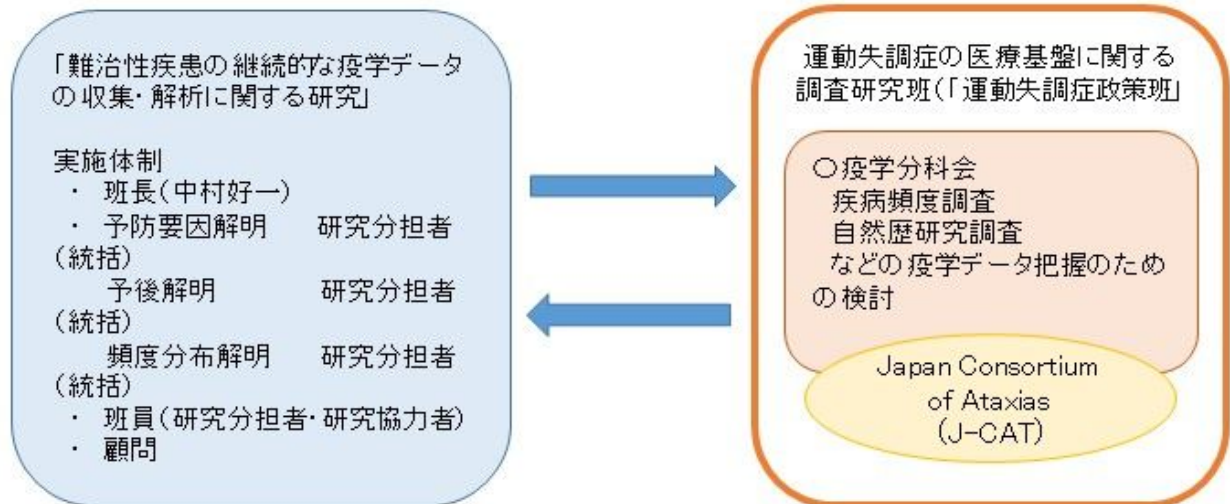 「難治性疾患の継続的な疫学データ
の収集・解析に関する研究」
実施体制
・ 班長(中村好一)
・ 予防要因解明 研究分担者
(統括)
予後解明 研究分担者
(統括)
頻度分布解明 研究分担者
(統括)
・ 班員(研究分担者・研究協力者)
・ 顧問
運動失調症の医療基盤に関する
調査研究班(「運動失調症政策班」
〇疫学分科会
疾病頻度調査
自然歴研究調査
などの疫学データ把握のため
の検討
Japan Consortium
of Ataxias
(J-CAT)